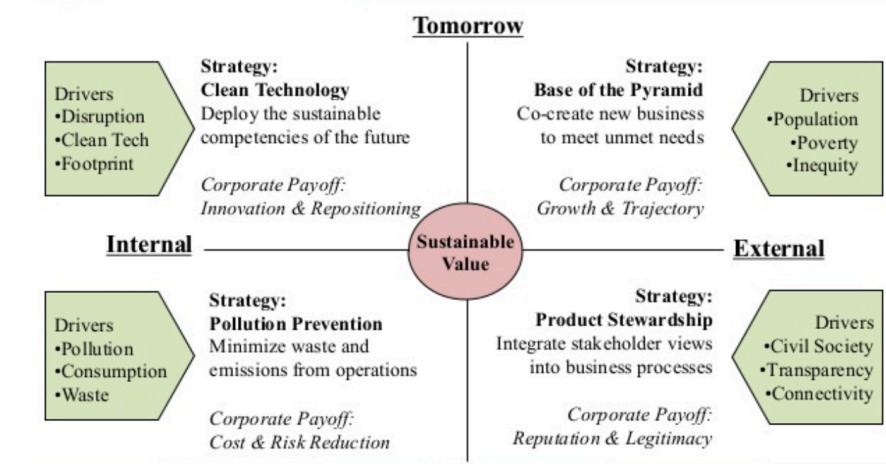 Tomorrow
Drivers
•Disruption
•Clean Tech
•Footprint
Strategy:
Clean Technology
Deploy the sustainable
competencies of the future
Corporate Payoff:
Innovation & Repositioning
Strategy:
Base of the Pyramid
Co-create new business
to meet unmet needs
Corporate Payoff:
Growth & Trajectory
Drivers
•Population
•Poverty
•Inequity
Internal
Sustainable
Value
External
Drivers
•Pollution
•Consumption
•Waste
Strategy:
Pollution Prevention
Minimize waste and
emissions from operations
Corporate Payoff:
Cost & Risk Reduction
Strategy:
Product Stewardship
Integrate stakeholder views
into business processes
Corporate Payoff:
Reputation & Legitimacy
Drivers
•Civil Society
•Transparency
•Connectivity